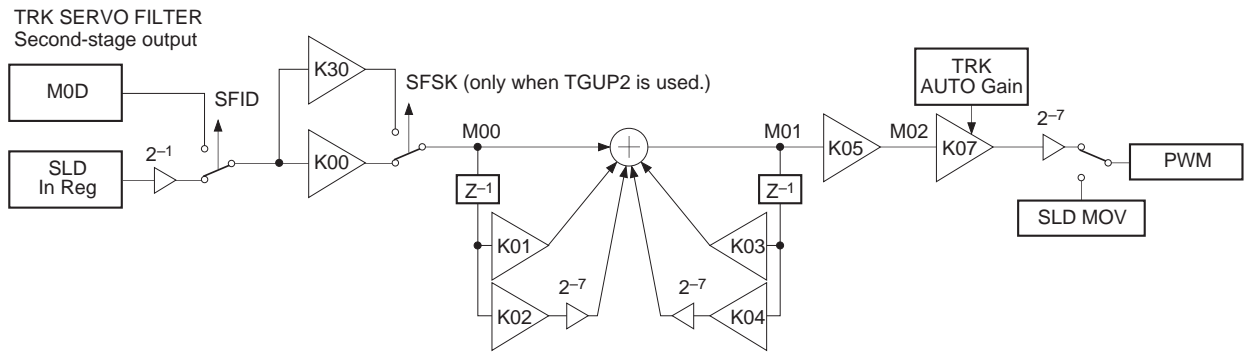 TRK SERVO FILTER
Second-stage output
M0D
SFID
SLD
In Reg
2–1
K30
K00
SFSK (only when TGUP2 is used.)
M00
Z–1
K01
K02
2–7
M01
Z–1
K03
K04
2–7
K05
M02
TRK
AUTO Gain
K07
2–7
PWM
SLD MOV